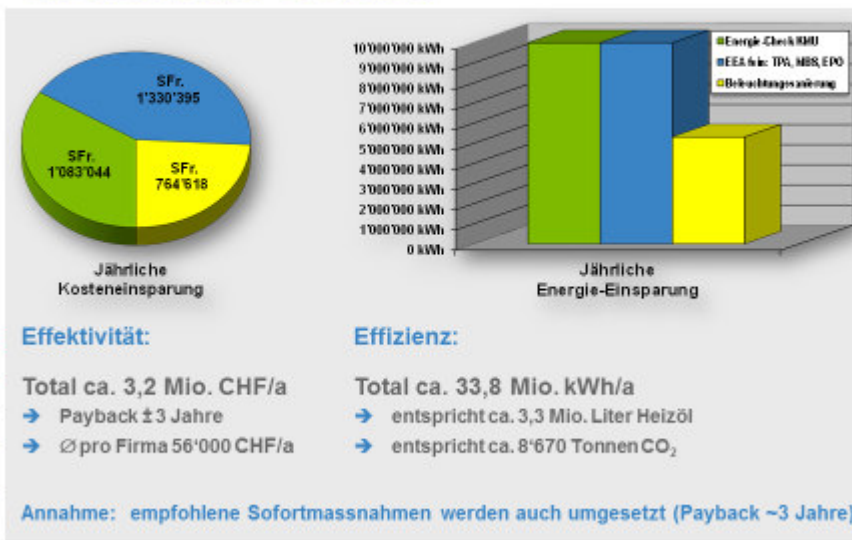 SFr.
1'330'395
SFr.
1'083'044
SFr.
764'618
Jährliche
Kosteneinsparung
10'000'000 kWh
9'000'000 kWh
8'000'000 kWh
7'000'000 kWh
6'000'000 kWh
5'000'000 kWh
4'000'000 kWh
3'000'000 kWh
2'000'000 kWh
1'000'000 kWh
0 kWh
Energie-Check KMU
EEA fein: TPA, MBS, EPO
Beleuchtungssanierung
Jährliche
Energie-Einsparung
Effektivität:
Total ca. 3,2 Mio. CHF/a
➔ Payback ± 3 Jahre
➔ Ø pro Firma 56'000 CHF/a
Effizienz:
Total ca. 33,8 Mio. kWh/a
➔ entspricht ca. 3,3 Mio. Liter Heizöl
➔ entspricht ca. 8'670 Tonnen CO₂
Annahme: empfohlene Sofortmassnahmen werden auch umgesetzt (Payback ~3 Jahre)